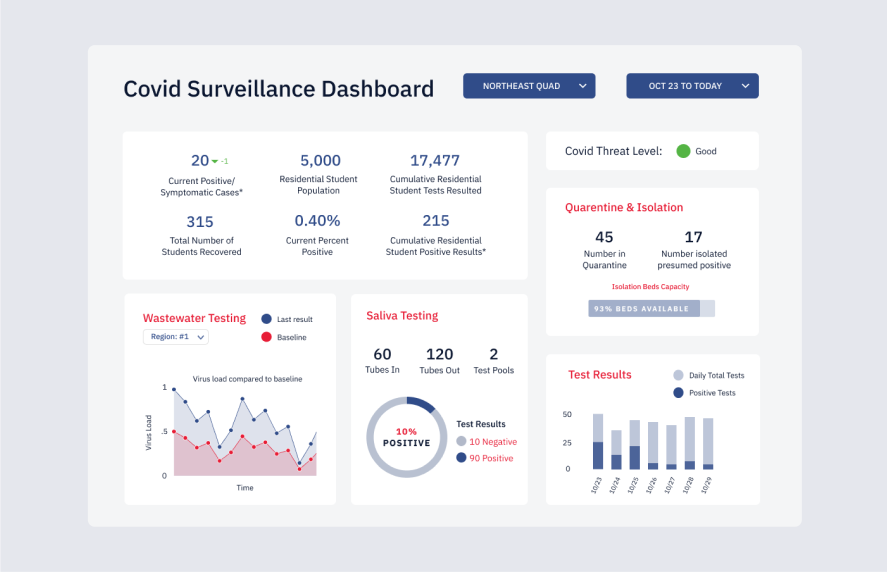 Covid Surveillance Dashboard
NORTHEAST QUAD
OCT 23 TO TODAY
20 -1
Current Positive/
Symptomatic Cases*
5,000
Residential Student
Population
17,477
Cumulative Residential
Student Tests Resulted
315
Total Number of
Students Recovered
0.40%
Current Percent
Positive
215
Cumulative Residential
Student Positive Results*
Covid Threat Level:
Good
Quarentine & Isolation
45
Number in
Quarantine
17
Number isolated
presumed positive
Isolation Beds Capacity
93% BEDS AVAILABLE
Wastewater Testing
Region: #1
Last result
Baseline
Virus load compared to baseline
1
.5
0
Virus Load
Time
Saliva Testing
60
Tubes In
120
Tubes Out
2
Test Pools
10%
POSITIVE
Test Results
10 Negative
90 Positive
Test Results
Daily Total Tests
Positive Tests
50
25
0
10/23
10/24
10/25
10/26
10/27
10/28
10/29